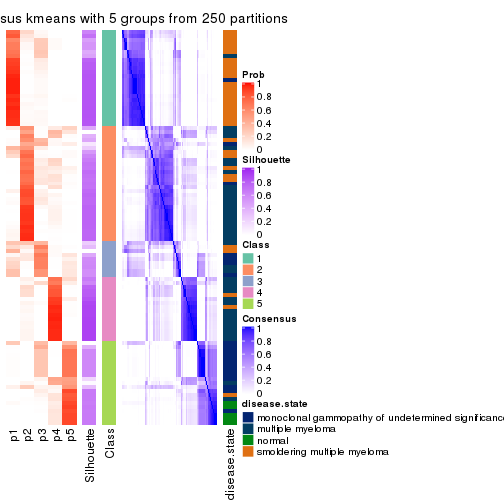 sus kmeans with 5 groups from 250 partitions
Prob
1
0.8
0.6
0.4
0.2
0
Silhouette
1
0.8
0.6
0.4
0.2
0
Class
1
2
3
4
5
Consensus
1
0.8
0.6
0.4
0.2
0
disease.state
monoclonal gammopathy of undetermined significance
multiple myeloma
normal
smoldering multiple myeloma
p1
p2
p3
p4
p5
Silhouette
Class
disease.state